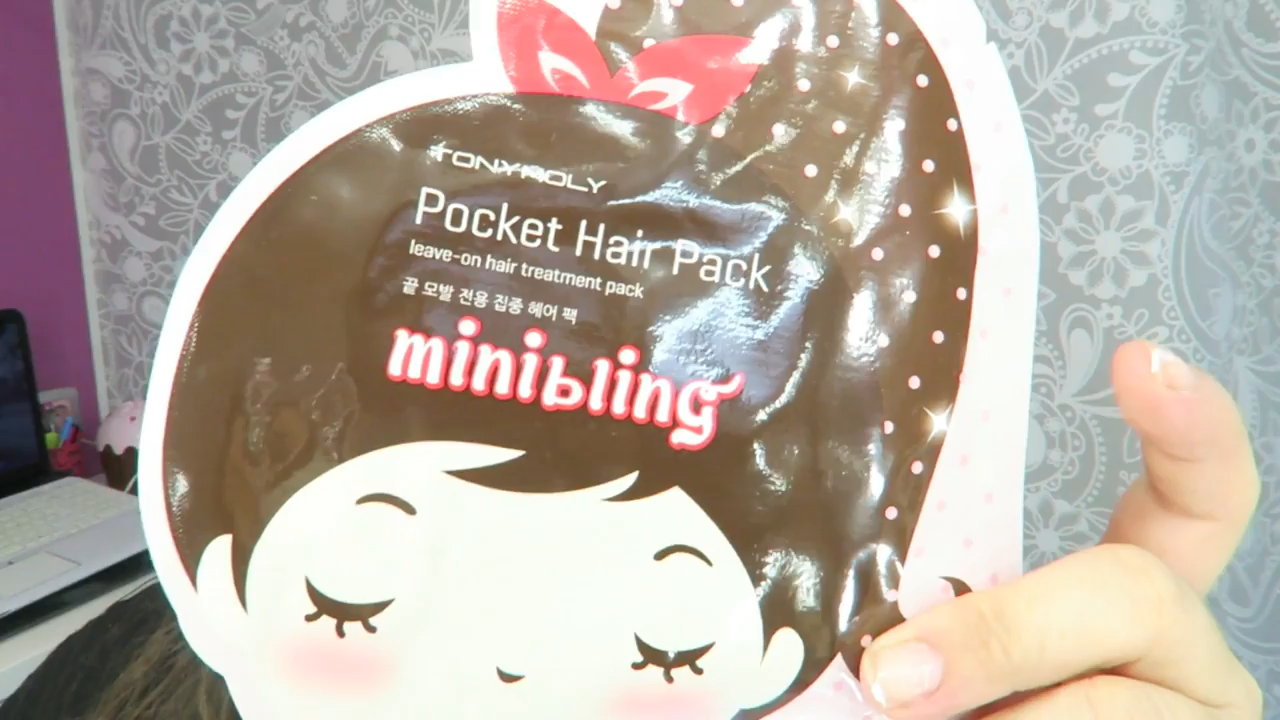 TONYMOLY
Pocket Hair Pack
leave-on hair treatment pack
끝 모발 전용 집중 헤어 팩
minibling